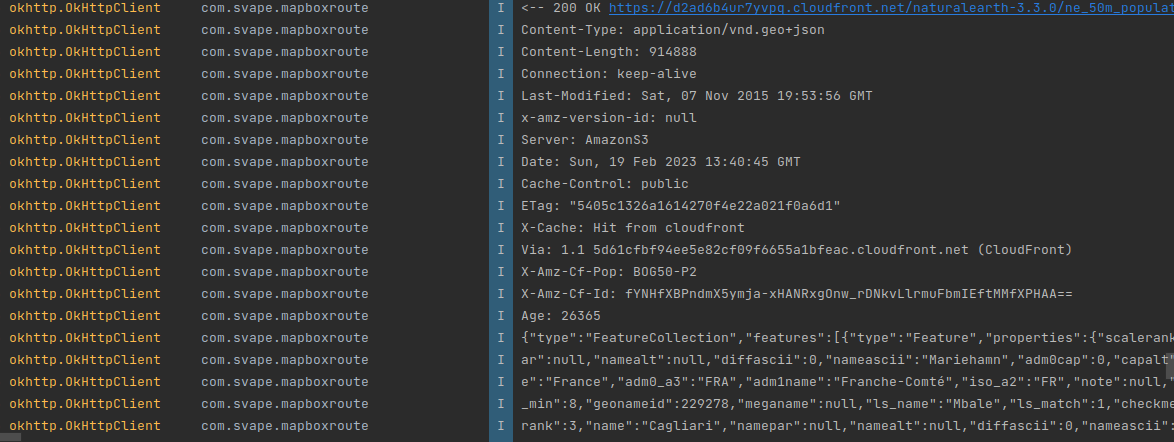 okhttp.OkHttpClient com.svape.mapboxroute I <-- 200 OK https://d2ad6b4ur7yvpq.cloudfront.net/naturalearth-3.3.0/ne_50m_populat
okhttp.OkHttpClient com.svape.mapboxroute I Content-Type: application/vnd.geo+json
okhttp.OkHttpClient com.svape.mapboxroute I Content-Length: 914888
okhttp.OkHttpClient com.svape.mapboxroute I Connection: keep-alive
okhttp.OkHttpClient com.svape.mapboxroute I Last-Modified: Sat, 07 Nov 2015 19:53:56 GMT
okhttp.OkHttpClient com.svape.mapboxroute I x-amz-version-id: null
okhttp.OkHttpClient com.svape.mapboxroute I Server: AmazonS3
okhttp.OkHttpClient com.svape.mapboxroute I Date: Sun, 19 Feb 2023 13:40:45 GMT
okhttp.OkHttpClient com.svape.mapboxroute I Cache-Control: public
okhttp.OkHttpClient com.svape.mapboxroute I ETag: "5405c1326a1614270f4e22a021f0a6d1"
okhttp.OkHttpClient com.svape.mapboxroute I X-Cache: Hit from cloudfront
okhttp.OkHttpClient com.svape.mapboxroute I Via: 1.1 5d61cfbf94ee5e82cf09f6655a1bfeac.cloudfront.net (CloudFront)
okhttp.OkHttpClient com.svape.mapboxroute I X-Amz-Cf-Pop: BOG50-P2
okhttp.OkHttpClient com.svape.mapboxroute I X-Amz-Cf-Id: fYNHfXBPndmX5ymja-xHANRxgOnw_rDNkvLlrmuFbmIEftMMfXPHAA==
okhttp.OkHttpClient com.svape.mapboxroute I Age: 26365
okhttp.OkHttpClient com.svape.mapboxroute I {"type":"FeatureCollection","features":[{"type":"Feature","properties":{"scalerank
okhttp.OkHttpClient com.svape.mapboxroute I ar":null,"namealt":null,"diffascii":0,"nameascii":"Mariehamn","adm0cap":0,"capalt"
okhttp.OkHttpClient com.svape.mapboxroute I e":"France","adm0_a3":"FRA","adm1name":"Franche-Comté","iso_a2":"FR","note":null,"
okhttp.OkHttpClient com.svape.mapboxroute I _min":8,"geonameid":229278,"meganame":null,"ls_name":"Mbale","ls_match":1,"checkme
okhttp.OkHttpClient com.svape.mapboxroute I rank":3,"name":"Cagliari","namepar":null,"namealt":null,"diffascii":0,"nameascii":